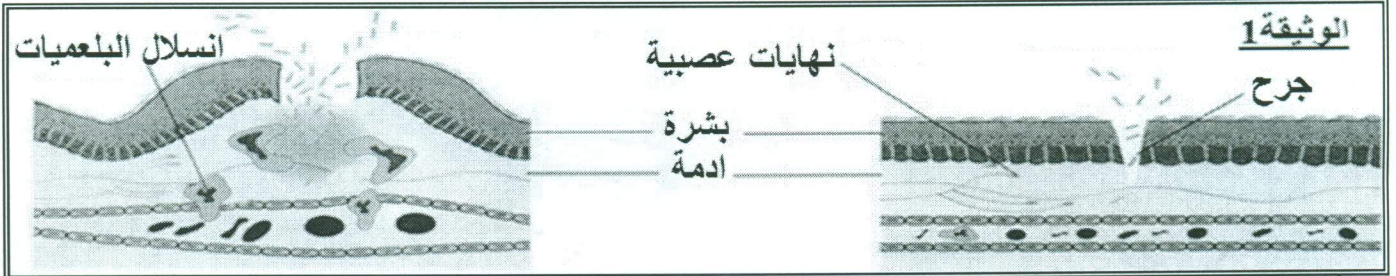 الوثيقة1
جرح
نهايات عصبية
بشرة
ادمة
انسلال البلعميات